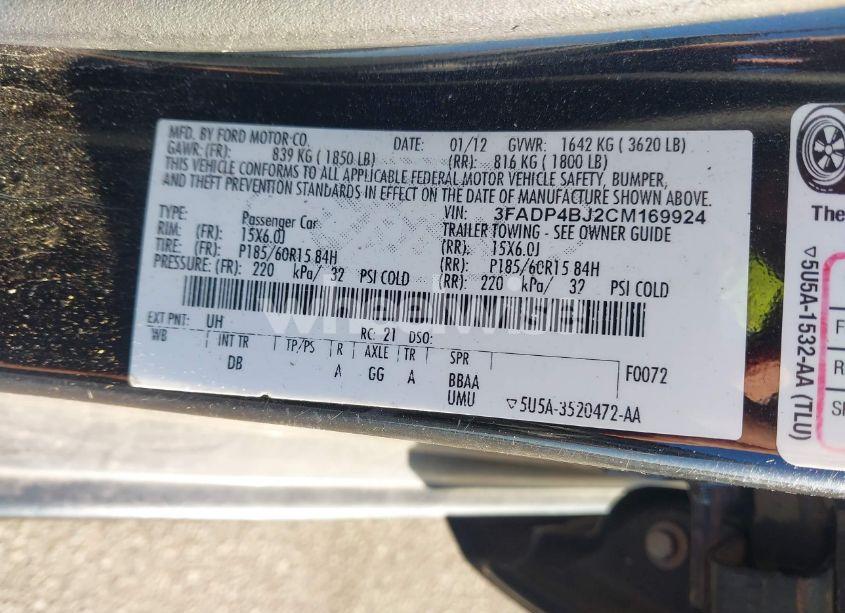 MFD. BY FORD MOTOR CO. DATE: 01/12 GVWR: 1642 KG ( 3620 LB)
GAWR: (FR): 839 KG ( 1850 LB) (RR): 816 KG ( 1800 LB)
THIS VEHICLE CONFORMS TO ALL APPLICABLE FEDERAL MOTOR VEHICLE SAFETY, BUMPER,
AND THEFT PREVENTION STANDARDS IN EFFECT ON THE DATE OF MANUFACTURE SHOWN ABOVE.
VIN: 3FADP4BJ2CM169924
TYPE: Passenger Car TRAILER TOWING - SEE OWNER GUIDE
RIM: (FR): 15X6.0J (RR): 15X6.0J
TIRE: (FR): P185/60R15 84H (RR): P185/60R15 84H
PRESSURE: (FR): 220 kPa/ 32 PSI COLD (RR): 220 kPa/ 32 PSI COLD
wheelwise
EXT PNT: UH RC: 21 DSO:
WB INT TR TP/PS R AXLE TR SPR
DB A GG A BBAA F0072
UMU ▽5U5A-3520472-AA
The
▽5U5A-1532-AA (TLU)
F
R